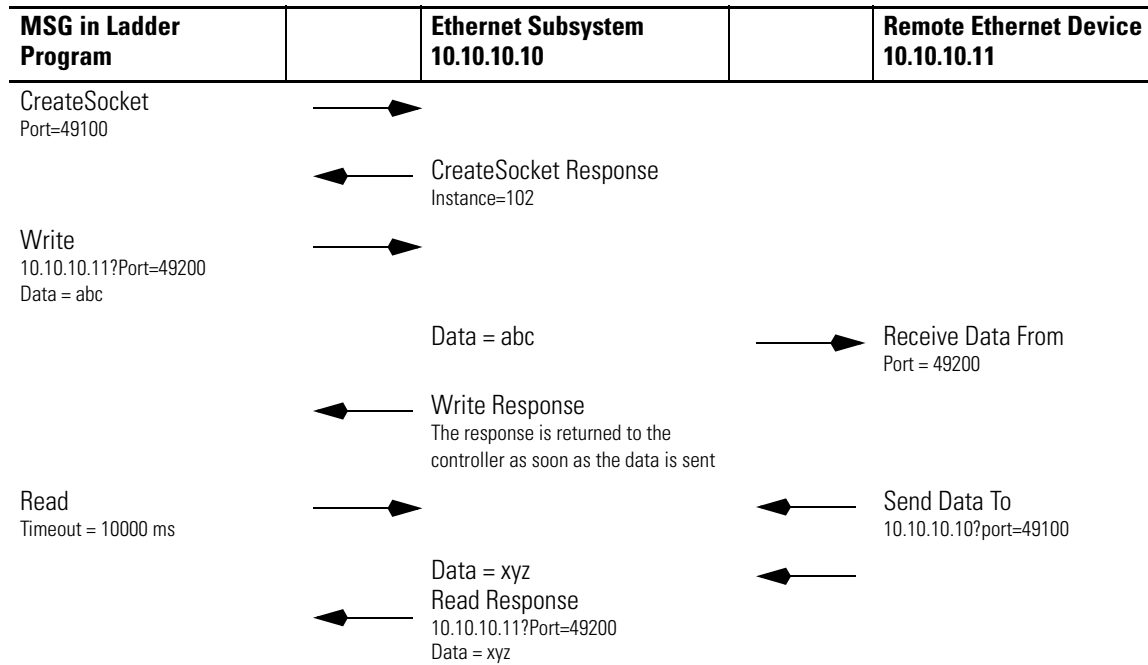 MSG in Ladder
Program
Ethernet Subsystem
10.10.10.10
Remote Ethernet Device
10.10.10.11
CreateSocket
Port=49100
CreateSocket Response
Instance=102
Write
10.10.10.11?Port=49200
Data = abc
Data = abc
Receive Data From
Port = 49200
Write Response
The response is returned to the
controller as soon as the data is sent
Read
Timeout = 10000 ms
Send Data To
10.10.10.10?port=49100
Data = xyz
Read Response
10.10.10.11?Port=49200
Data = xyz